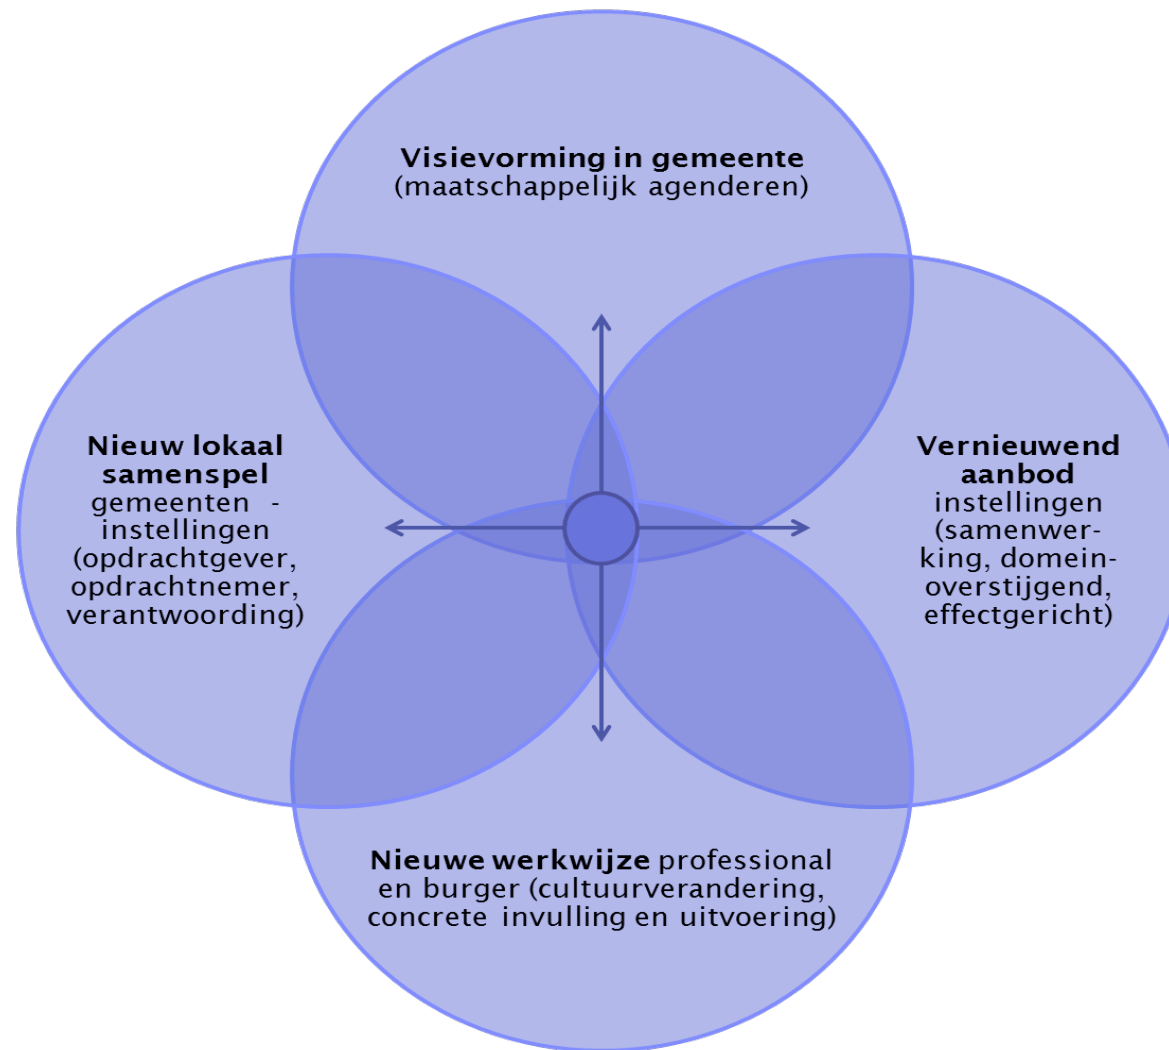 Visievorming in gemeente
(maatschappelijk agenderen)
Nieuw lokaal
samenspel
gemeenten -
instellingen
(opdrachtgever,
opdrachtnemer,
verantwoording)
Vernieuwend
aanbod
instellingen
(samenwer-
king, domein-
overstijgend,
effectgericht)
Nieuwe werkwijze professional
en burger (cultuurverandering,
concrete invulling en uitvoering)